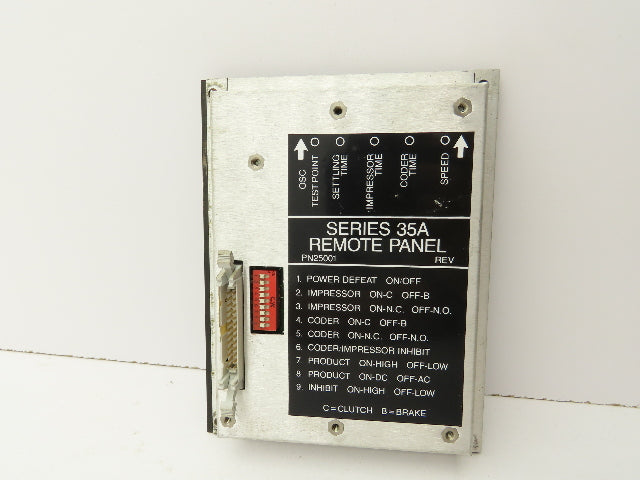 OSC
TEST POINT
SETTLING
TIME
IMPRESSOR
TIME
CODER
TIME
SPEED
SERIES 35A
REMOTE PANEL
PN25001 REV
1. POWER DEFEAT ON/OFF
2. IMPRESSOR ON-C OFF-B
3. IMPRESSOR ON-N.C. OFF-N.O.
4. CODER ON-C OFF-B
5. CODER ON-N.C. OFF-N.O.
6. CODER/IMPRESSOR INHIBIT
7. PRODUCT ON-HIGH OFF-LOW
8 PRODUCT ON-DC OFF-AC
9. INHIBIT ON-HIGH OFF-LOW
C=CLUTCH B=BRAKE